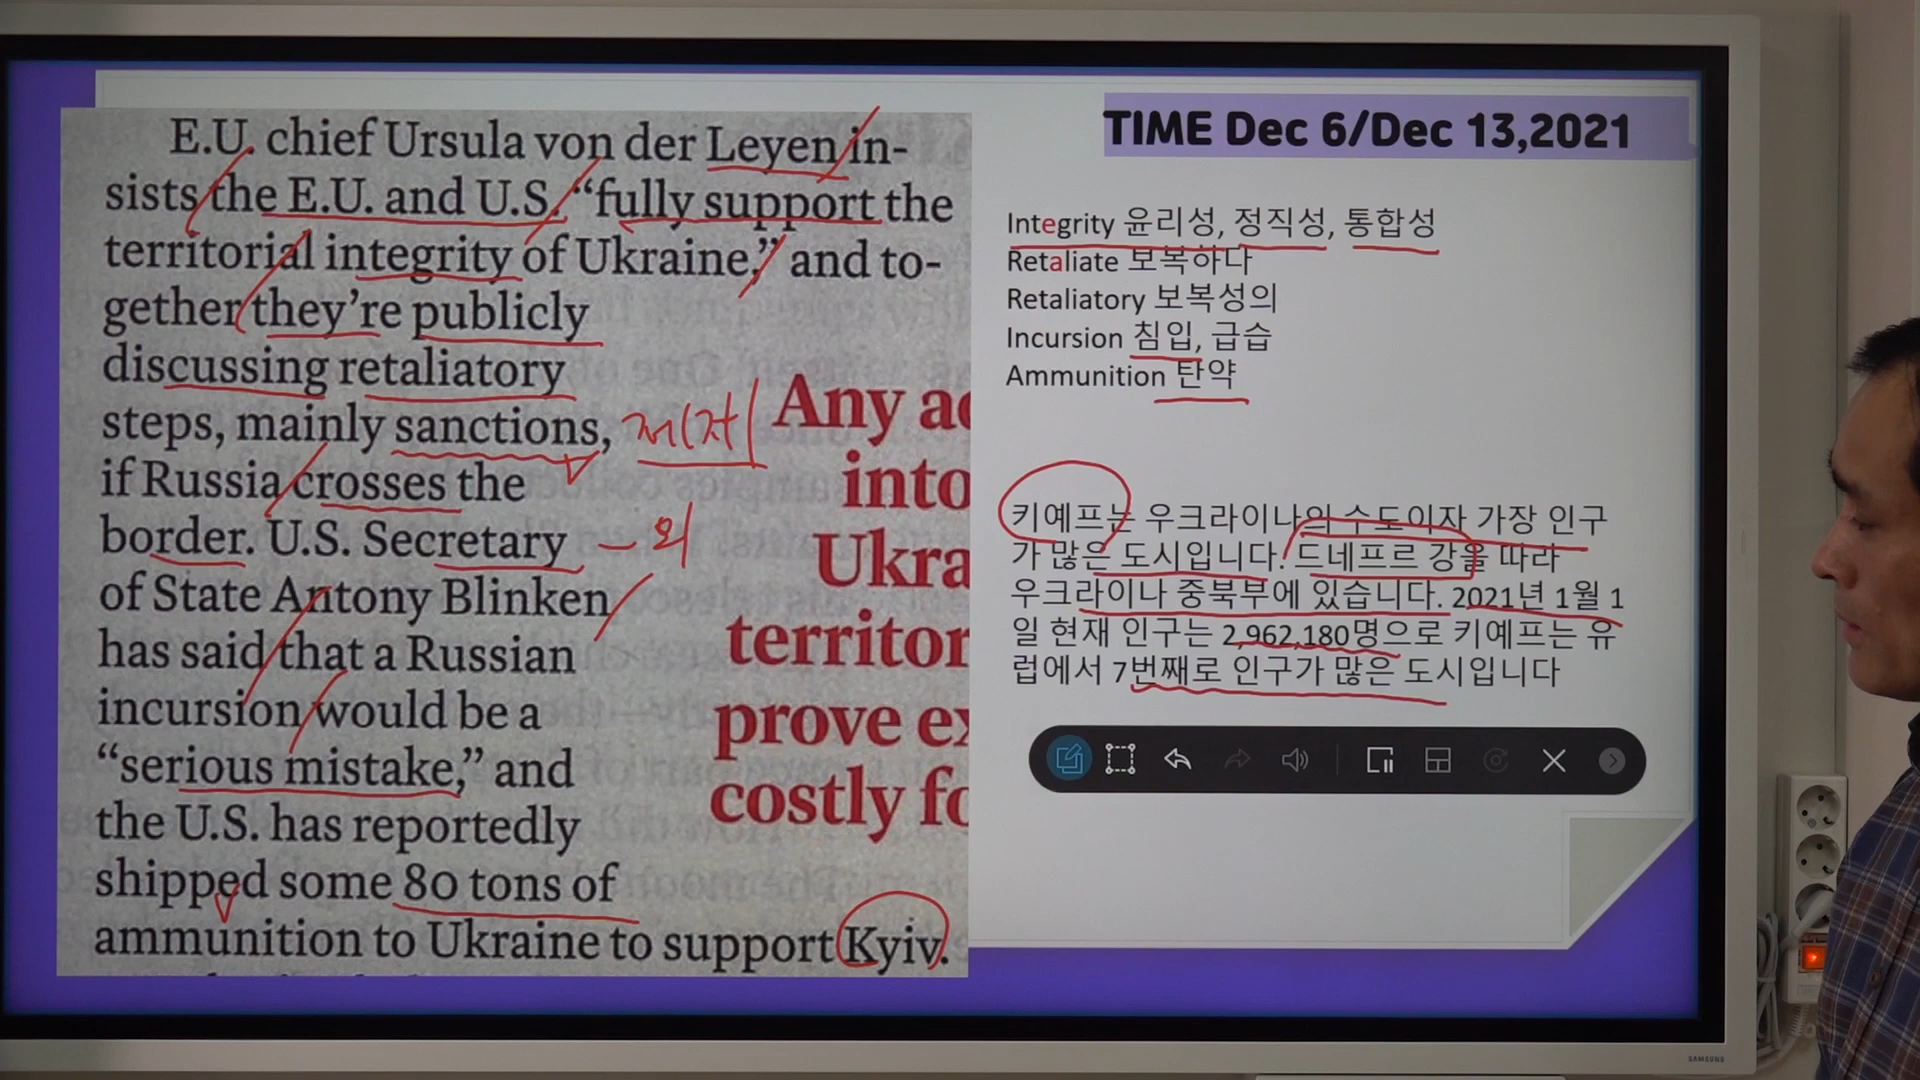 E.U. chief Ursula von der Leyen in-
sists the E.U. and U.S. “fully support the
territorial integrity of Ukraine,” and to-
gether they’re publicly
discussing retaliatory
steps, mainly sanctions,
if Russia crosses the
border. U.S. Secretary
of State Antony Blinken
has said that a Russian
incursion would be a
“serious mistake,” and
the U.S. has reportedly
shipped some 80 tons of
ammunition to Ukraine to support Kyiv.
Any
into
Ukra
territor
prove
costly
TIME Dec 6/Dec 13,2021
Integrity 윤리성, 정직성, 통합성
Retaliate 보복하다
Retaliatory 보복성의
Incursion 침입, 급습
Ammunition 탄약
키예프는 우크라이나의 수도이자 가장 인구
가 많은 도시입니다. 드네프르 강을 따라
우크라이나 중북부에 있습니다. 2021년 1월 1
일 현재 인구는 2,962,180명으로 키예프는 유
럽에서 7번째로 인구가 많은 도시입니다
SAMSUNG